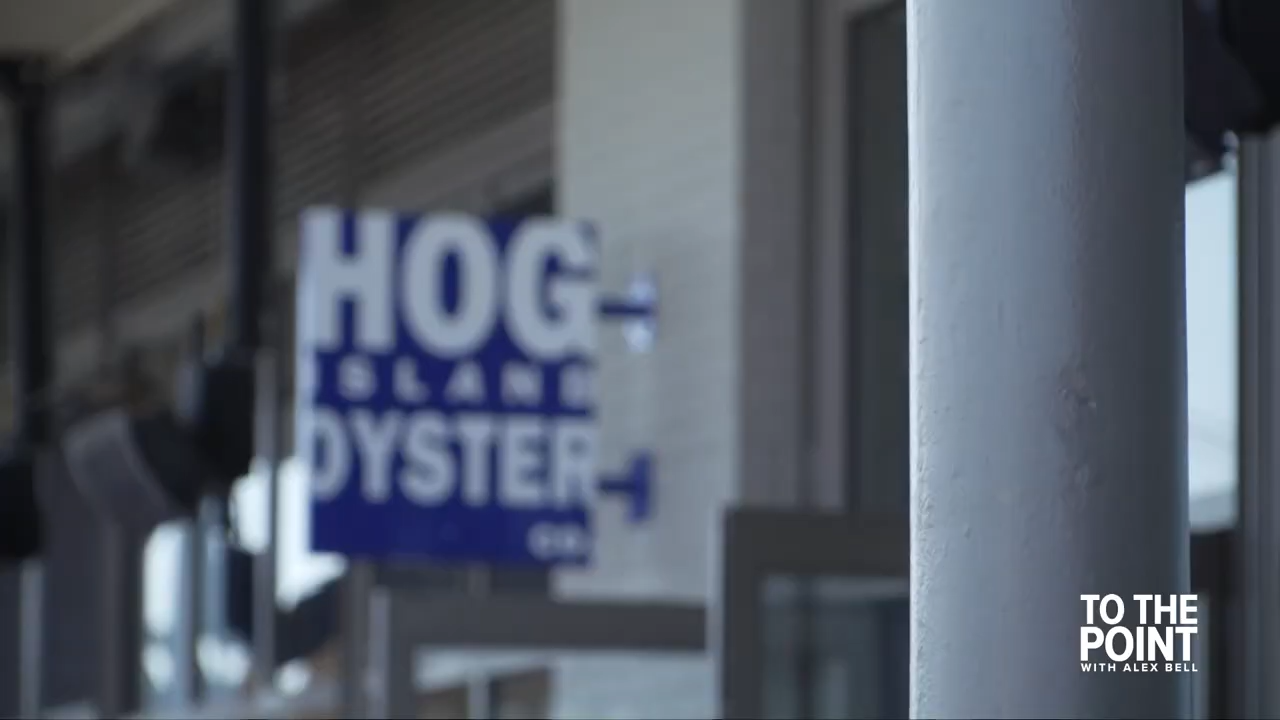 HOG
ISLAND
OYSTER
CO.
TO THE
POINT
WITH ALEX BELL